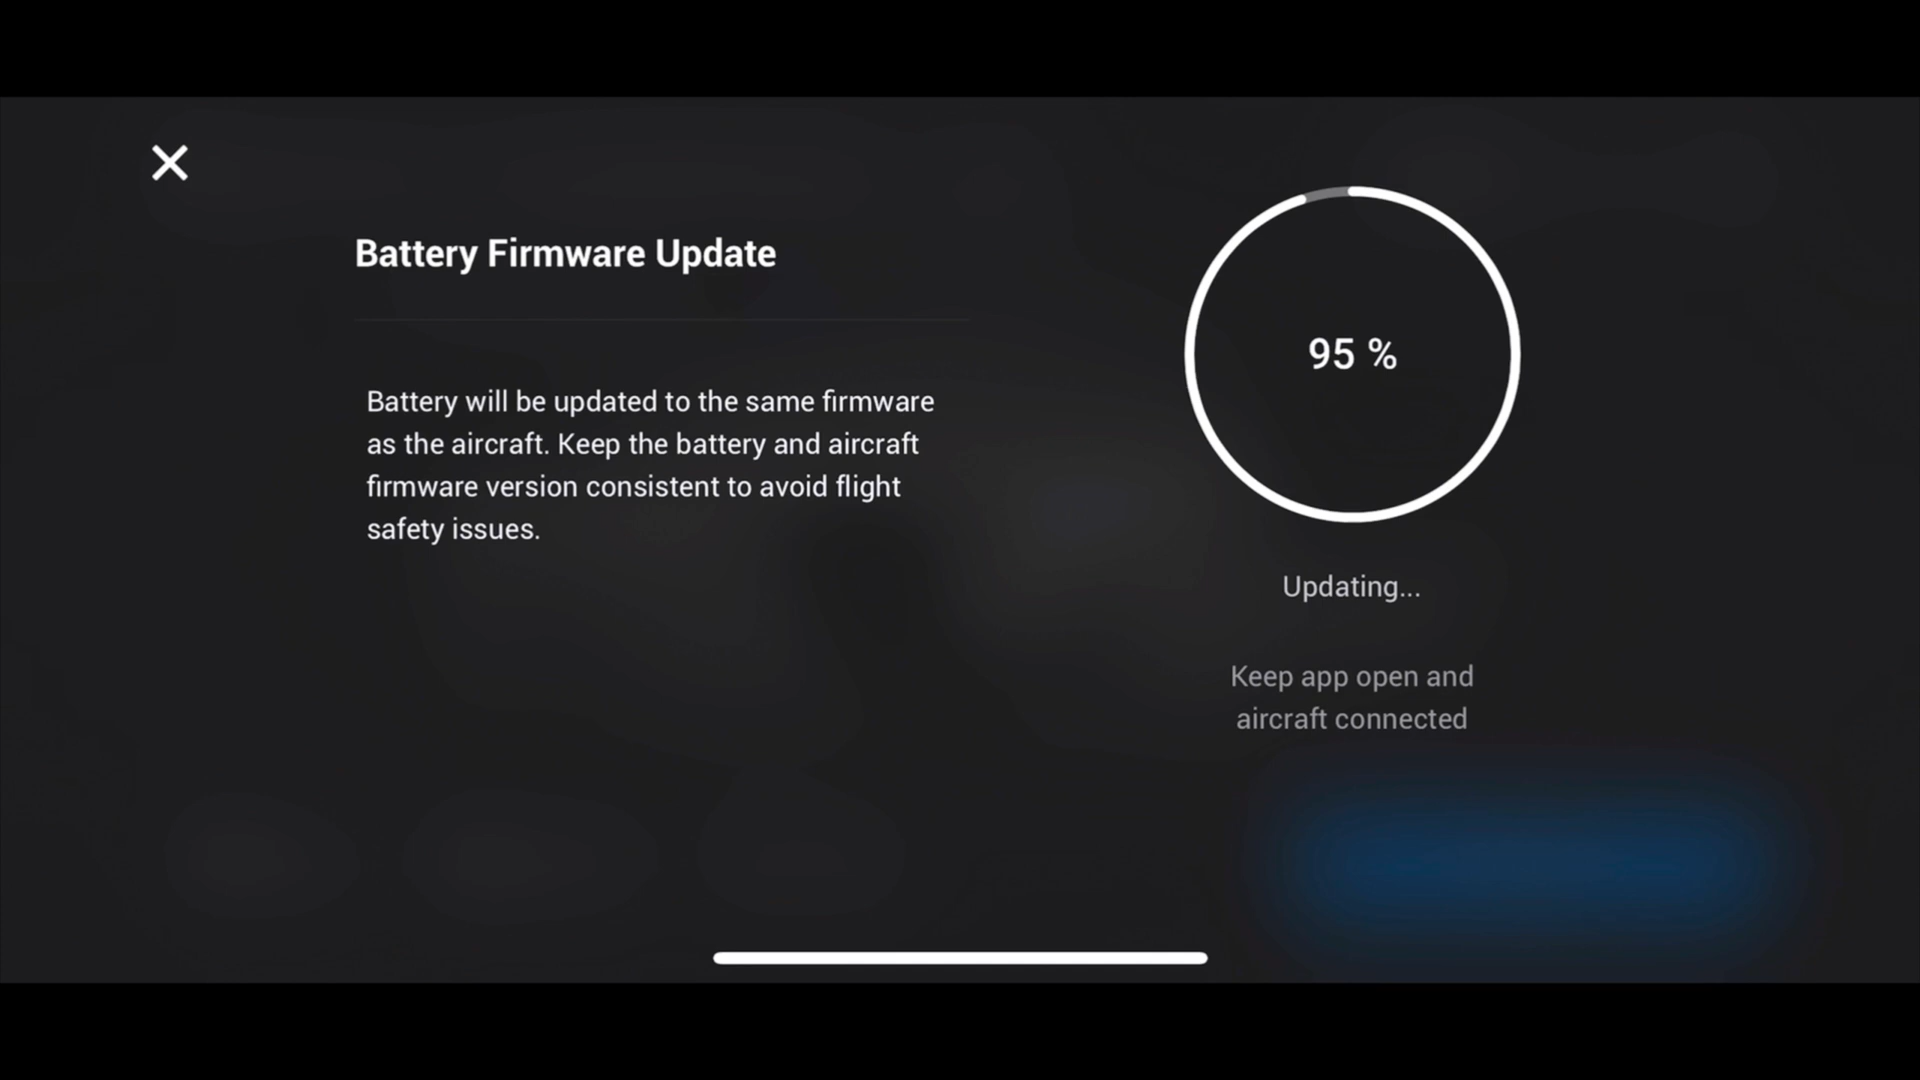 Battery Firmware Update
Battery will be updated to the same firmware
as the aircraft. Keep the battery and aircraft
firmware version consistent to avoid flight
safety issues.
95 %
Updating...
Keep app open and
aircraft connected